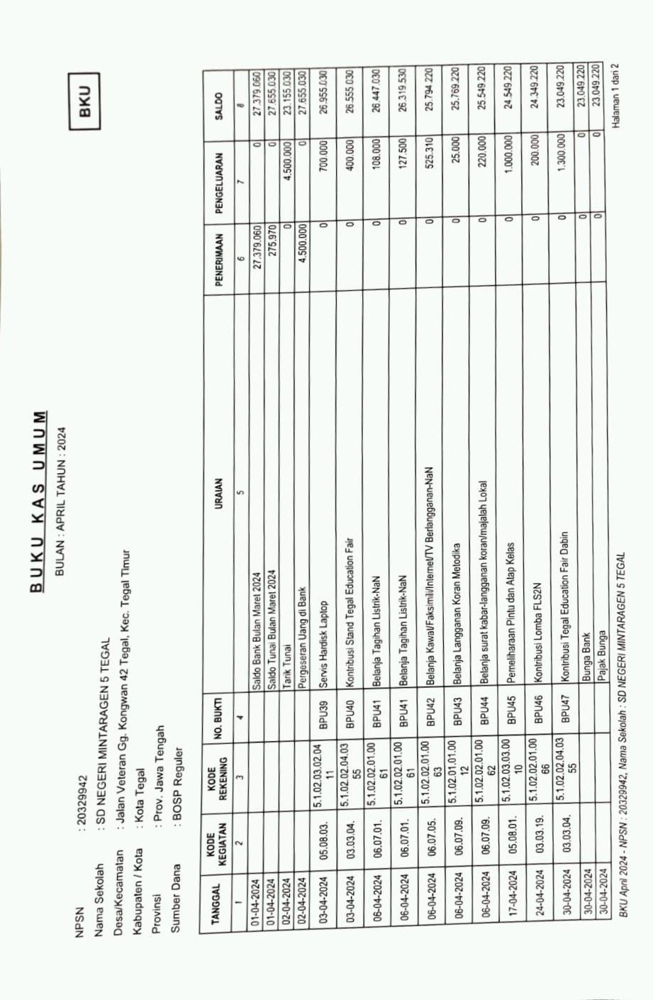 BKU
BUKU KAS UMUM
BULAN : APRIL TAHUN : 2024
NPSN : 20329942
Nama Sekolah : SD NEGERI MINTARAGEN 5 TEGAL
Desa/Kecamatan : Jalan Veteran Gg. Kongwan 42 Tegal, Kec. Tegal Timur
Kabupaten / Kota : Kota Tegal
Provinsi : Prov. Jawa Tengah
Sumber Dana : BOSP Reguler
TANGGAL KODE KEGIATAN KODE REKENING NO. BUKTI URAIAN PENERIMAAN PENGELUARAN SALDO
1 2 3 4 5 6 7 8
01-04-2024 Saldo Bank Bulan Maret 2024 27.379.060 0 27.379.060
01-04-2024 Saldo Tunai Bulan Maret 2024 275.970 0 27.655.030
02-04-2024 Tarik Tunai 0 4.500.000 23.155.030
02-04-2024 Pergeseran Uang di Bank 4.500.000 0 27.655.030
03-04-2024 05.08.03. 5.1.02.03.02.04 11 BPU39 Servis Hardisk Laptop 0 700.000 26.955.030
03-04-2024 03.03.04. 5.1.02.02.04.03 55 BPU40 Kontribusi Stand Tegal Education Fair 0 400.000 26.555.030
06-04-2024 06.07.01. 5.1.02.02.01.00 61 BPU41 Belanja Tagihan Listrik-NaN 0 108.000 26.447.030
06-04-2024 06.07.01. 5.1.02.02.01.00 61 BPU41 Belanja Tagihan Listrik-NaN 0 127.500 26.319.530
06-04-2024 06.07.05. 5.1.02.02.01.00 63 BPU42 Belanja Kawat/Faksimili/Internet/TV Berlangganan-NaN 0 525.310 25.794.220
06-04-2024 06.07.09. 5.1.02.01.01.00 12 BPU43 Belanja Langganan Koran Metodika 0 25.000 25.769.220
06-04-2024 06.07.09. 5.1.02.02.01.00 62 BPU44 Belanja surat kabar-langganan koran/majalah Lokal 0 220.000 25.549.220
17-04-2024 05.08.01. 5.1.02.03.03.00 10 BPU45 Pemeliharaan Pintu dan Atap Kelas 0 1.000.000 24.549.220
24-04-2024 03.03.19. 5.1.02.02.01.00 66 BPU46 Kontribusi Lomba FLS2N 0 200.000 24.349.220
30-04-2024 03.03.04. 5.1.02.02.04.03 55 BPU47 Kontribusi Tegal Education Fair Dabin 0 1.300.000 23.049.220
30-04-2024 Bunga Bank 0 0 23.049.220
30-04-2024 Pajak Bunga 0 0 23.049.220
BKU April 2024 - NPSN : 20329942, Nama Sekolah : SD NEGERI MINTARAGEN 5 TEGAL Halaman 1 dari 2